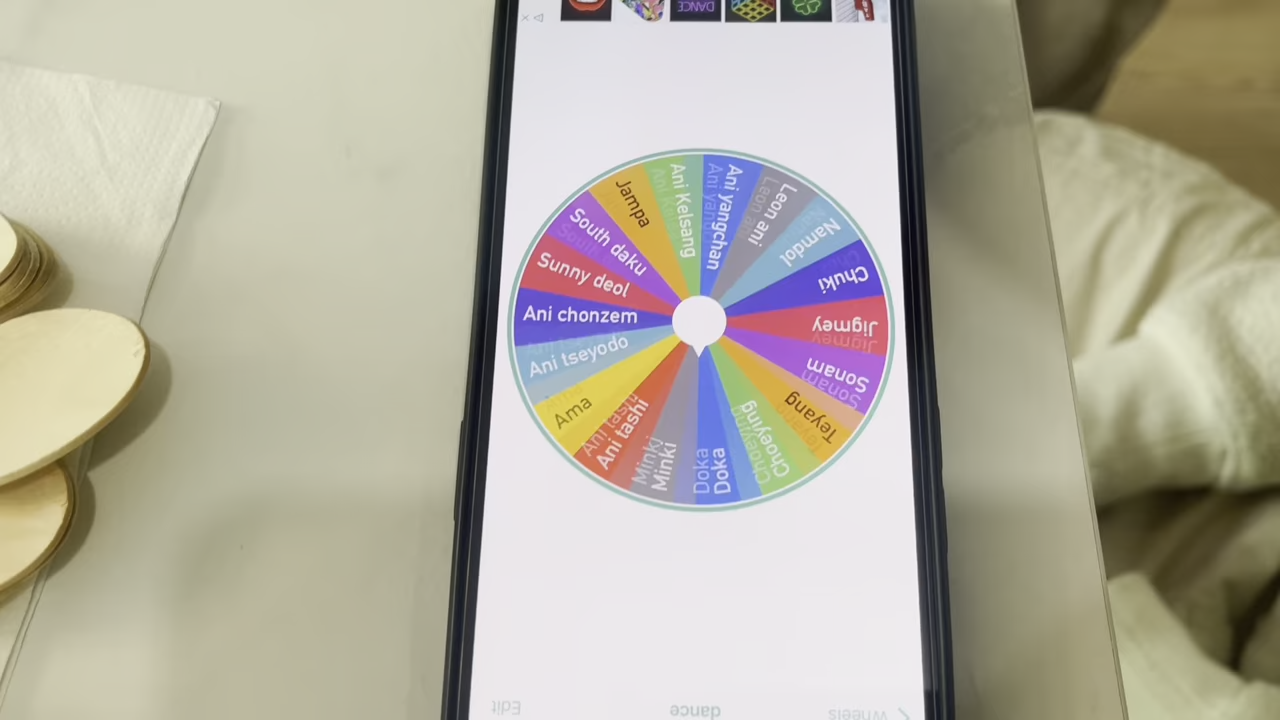 DANCE
Ani Kelsang
Ani yangchan
Leon ani
Namdol
Chuki
Jigmey
Sonam
Teyang
Choeying
Doka
Minki
Ani tashi
Ama
Ani tseyodo
Ani chonzem
Sunny deol
South daku
Jampa
Edit
dance
Wheels